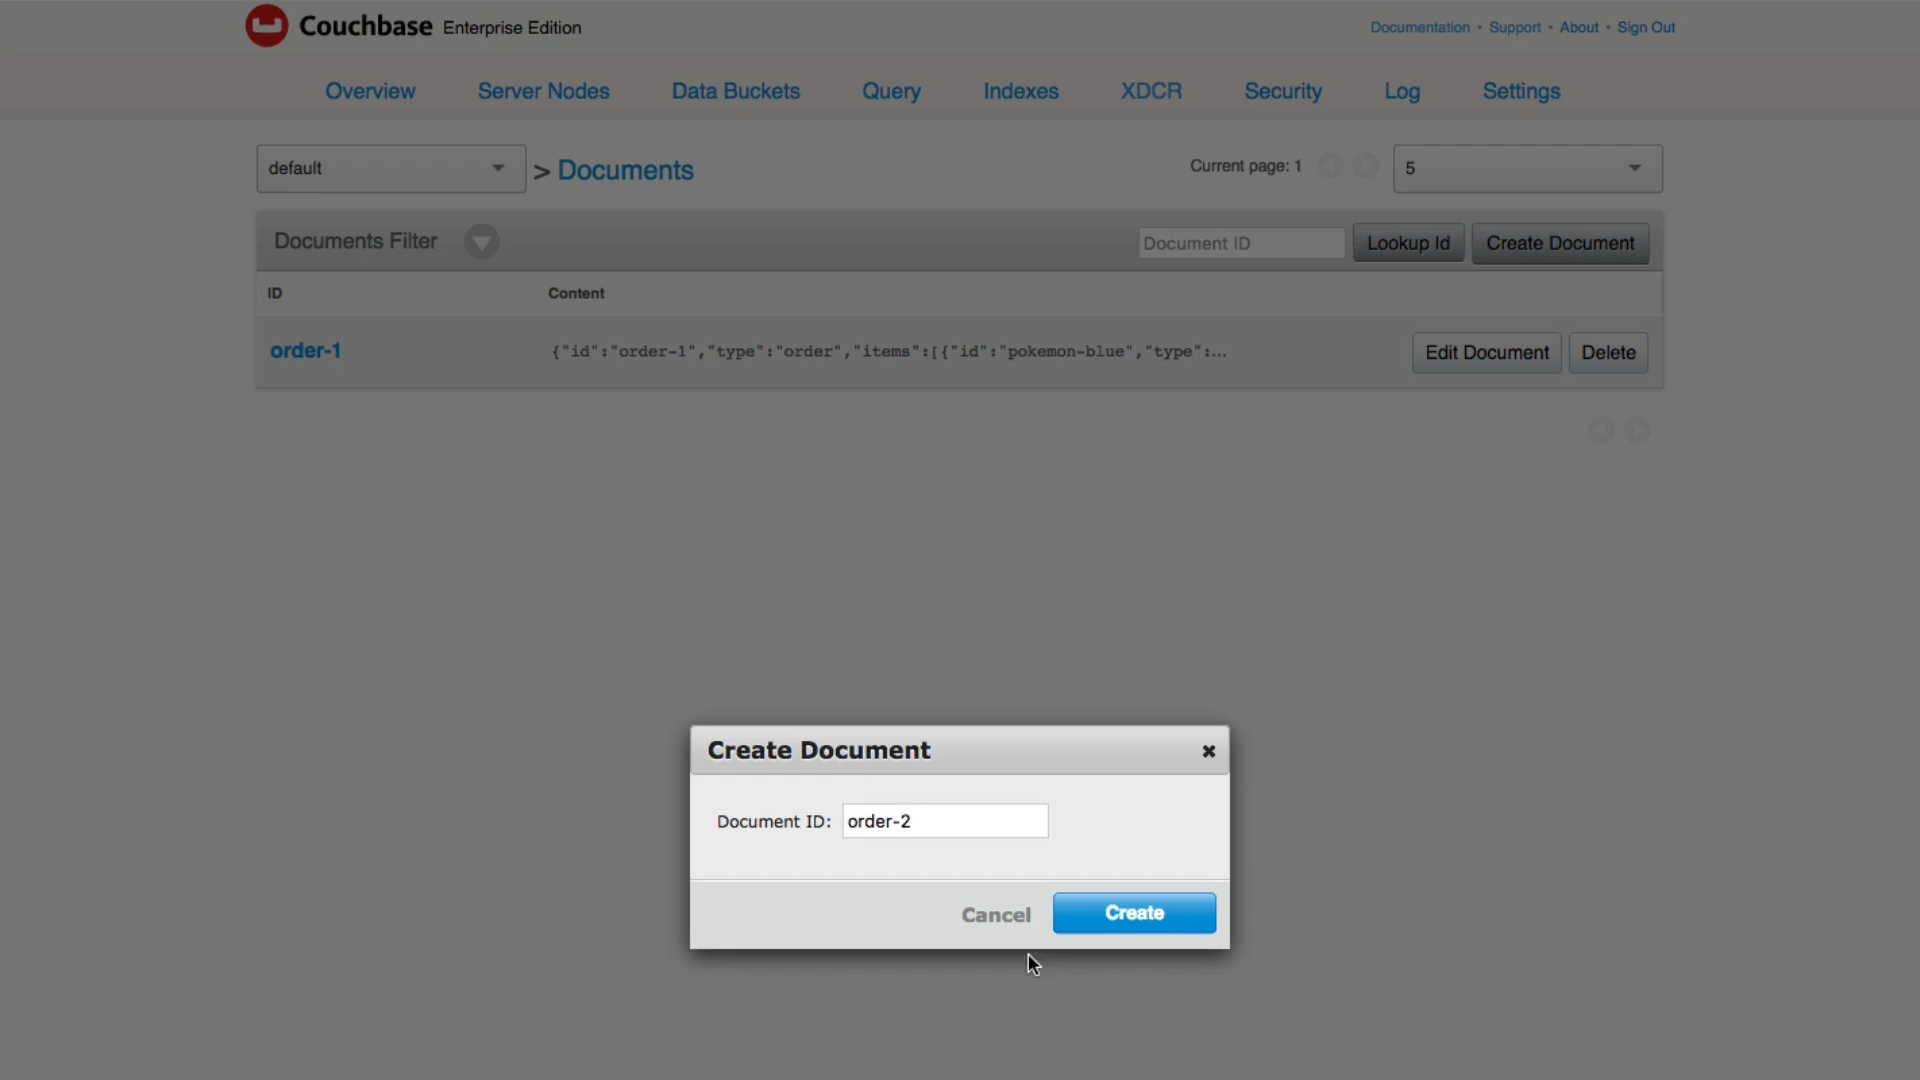 Couchbase Enterprise Edition
Documentation · Support · About · Sign Out
Overview Server Nodes Data Buckets Query Indexes XDCR Security Log Settings
default > Documents Current page: 1 5
Documents Filter Document ID Lookup Id Create Document
ID Content
order-1 {"id":"order-1","type":"order","items":[{"id":"pokemon-blue","type":... Edit Document Delete
Create Document
Document ID: order-2
Cancel Create